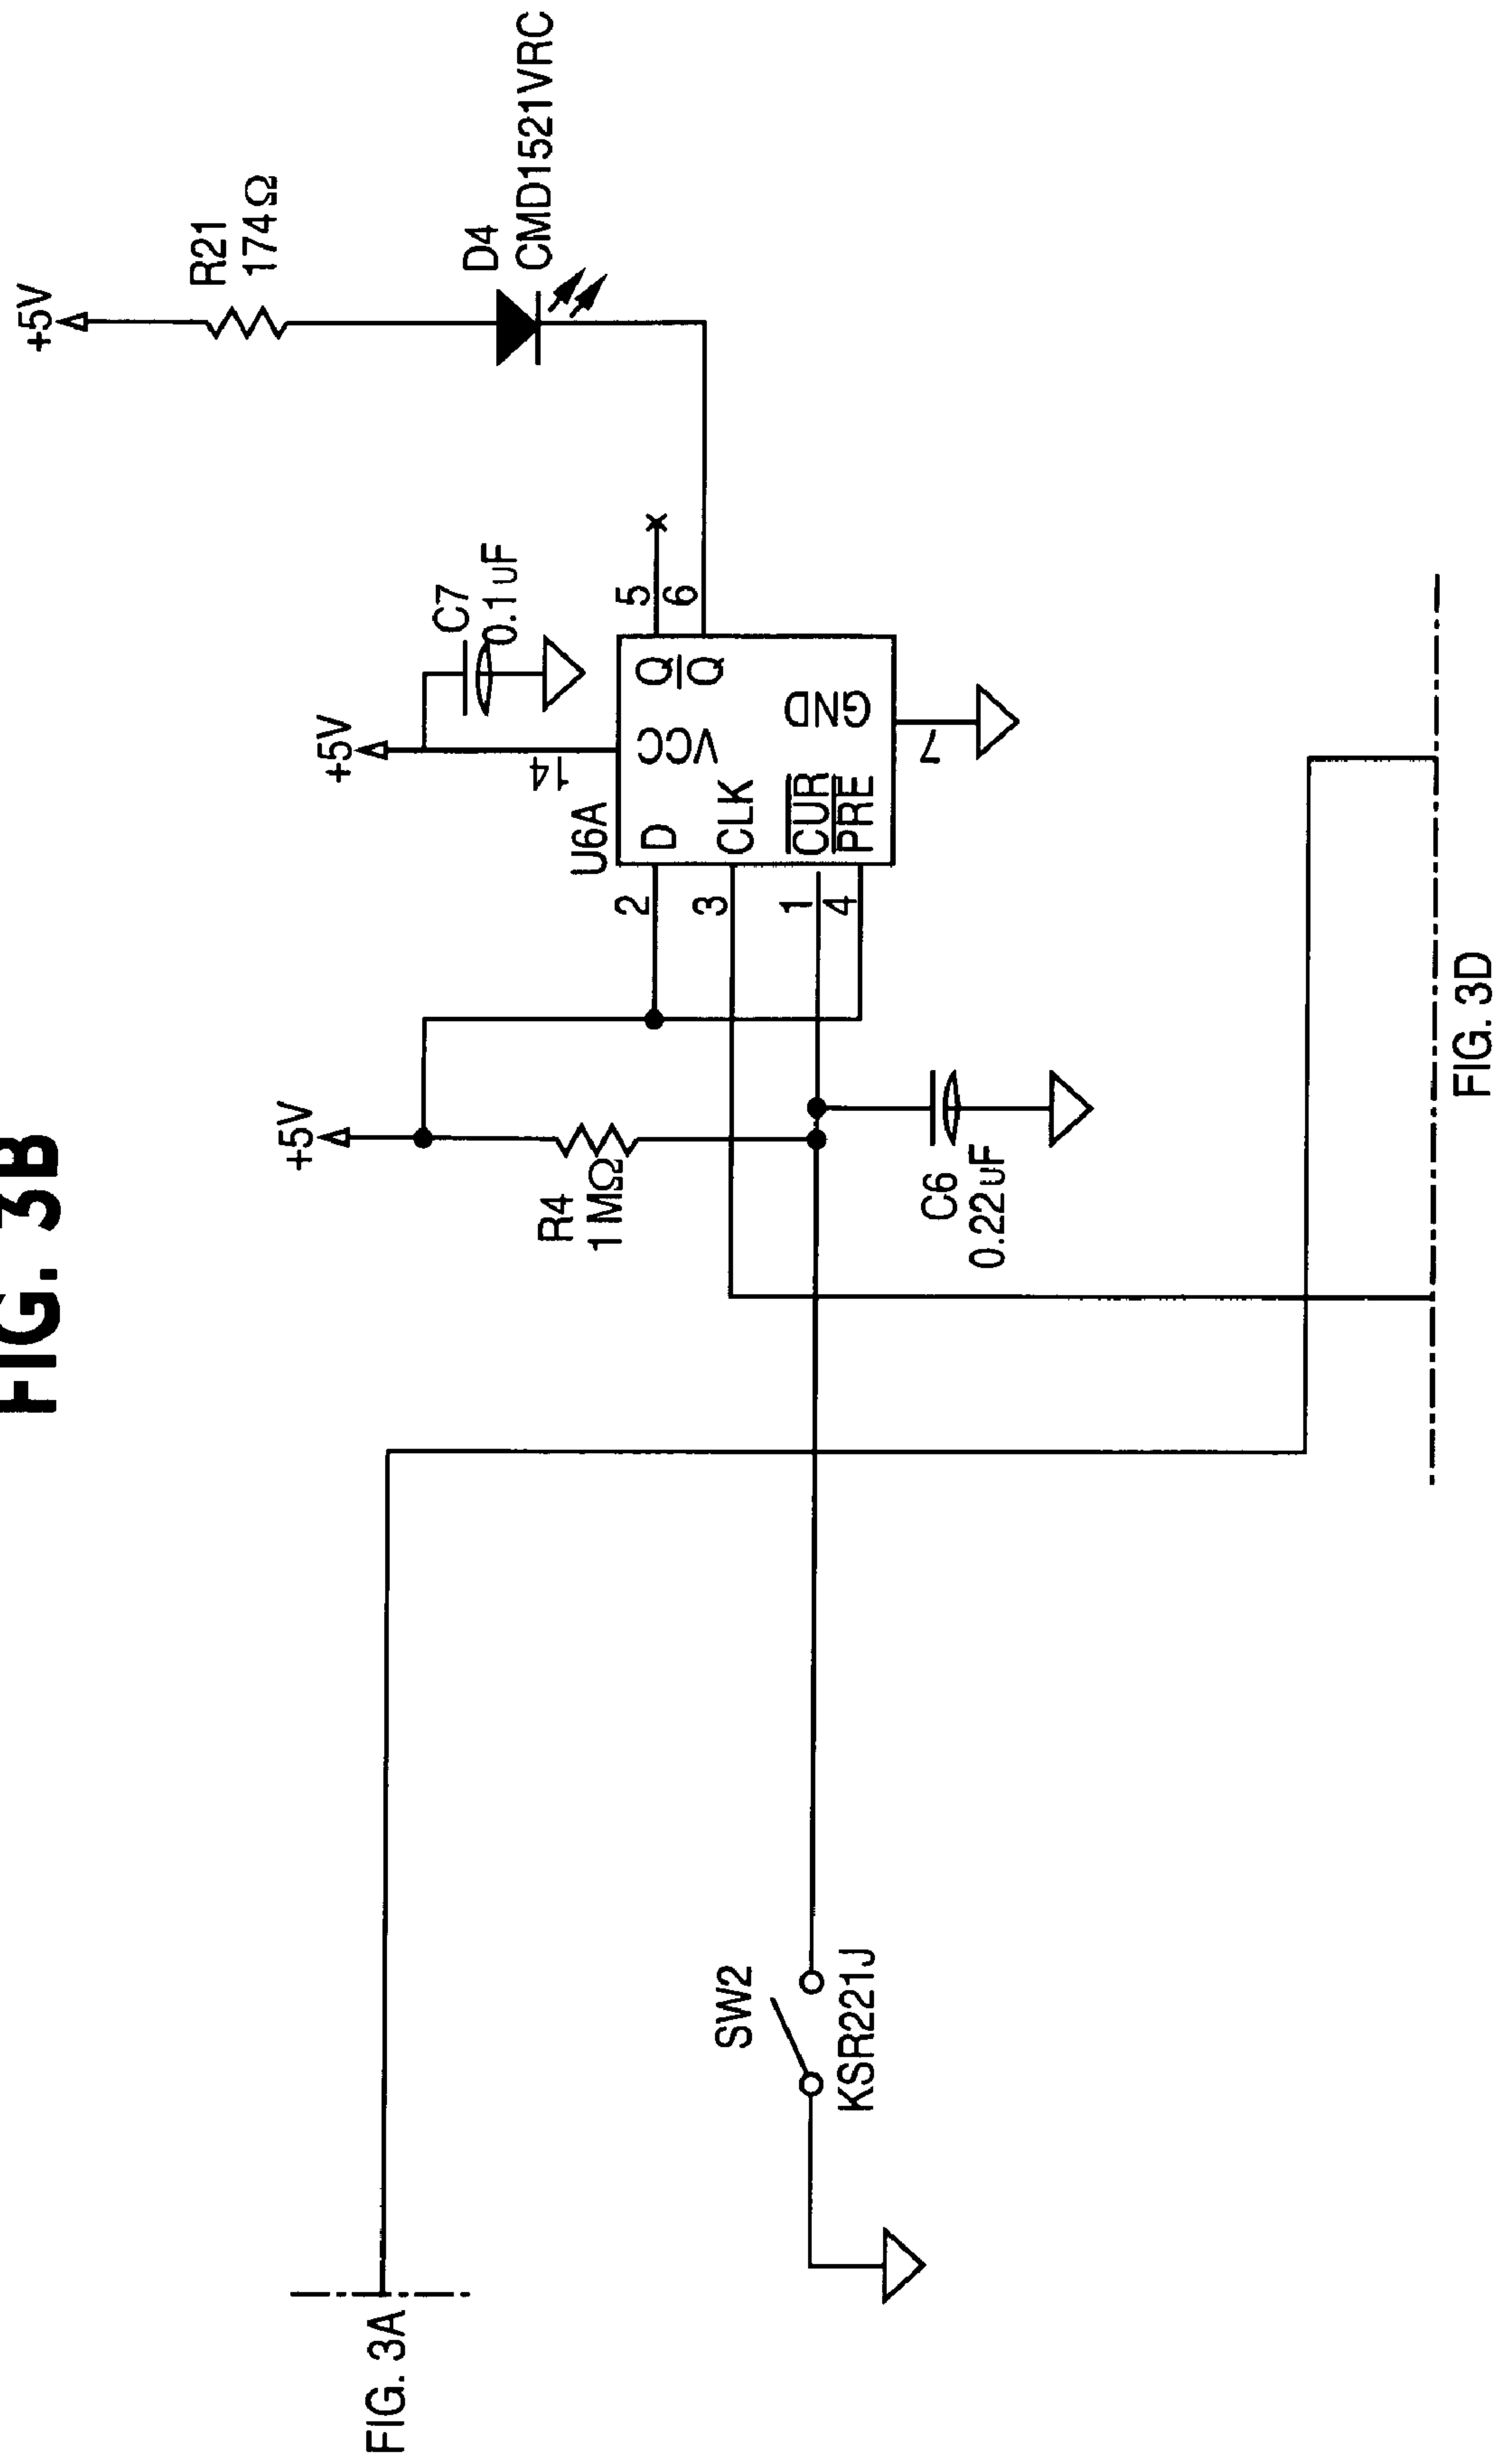 FIG. 3B
+5V
R21
174Ω
D4
CMD1521VRC
+5V
C7
0.1uF
14
U6A
VCC
5
Q
6
Q
D
CLK
CUR
PRE
GND
7
2
3
1
4
+5V
R4
1MΩ
C6
0.22uF
SW2
KSR221J
FIG. 3A
FIG. 3D